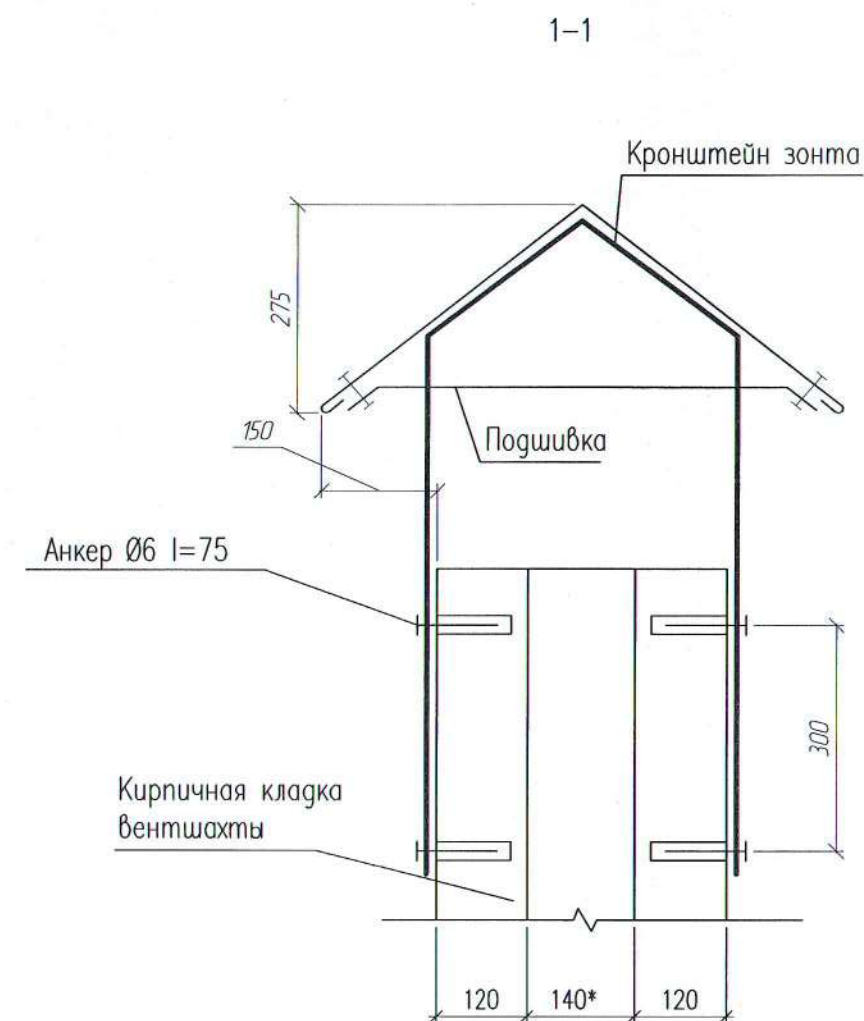 1-1
Кронштейн зонта
275
150
Подшивка
Анкер Ø6 l=75
300
Кирпичная кладка
вентшахты
120 140* 120